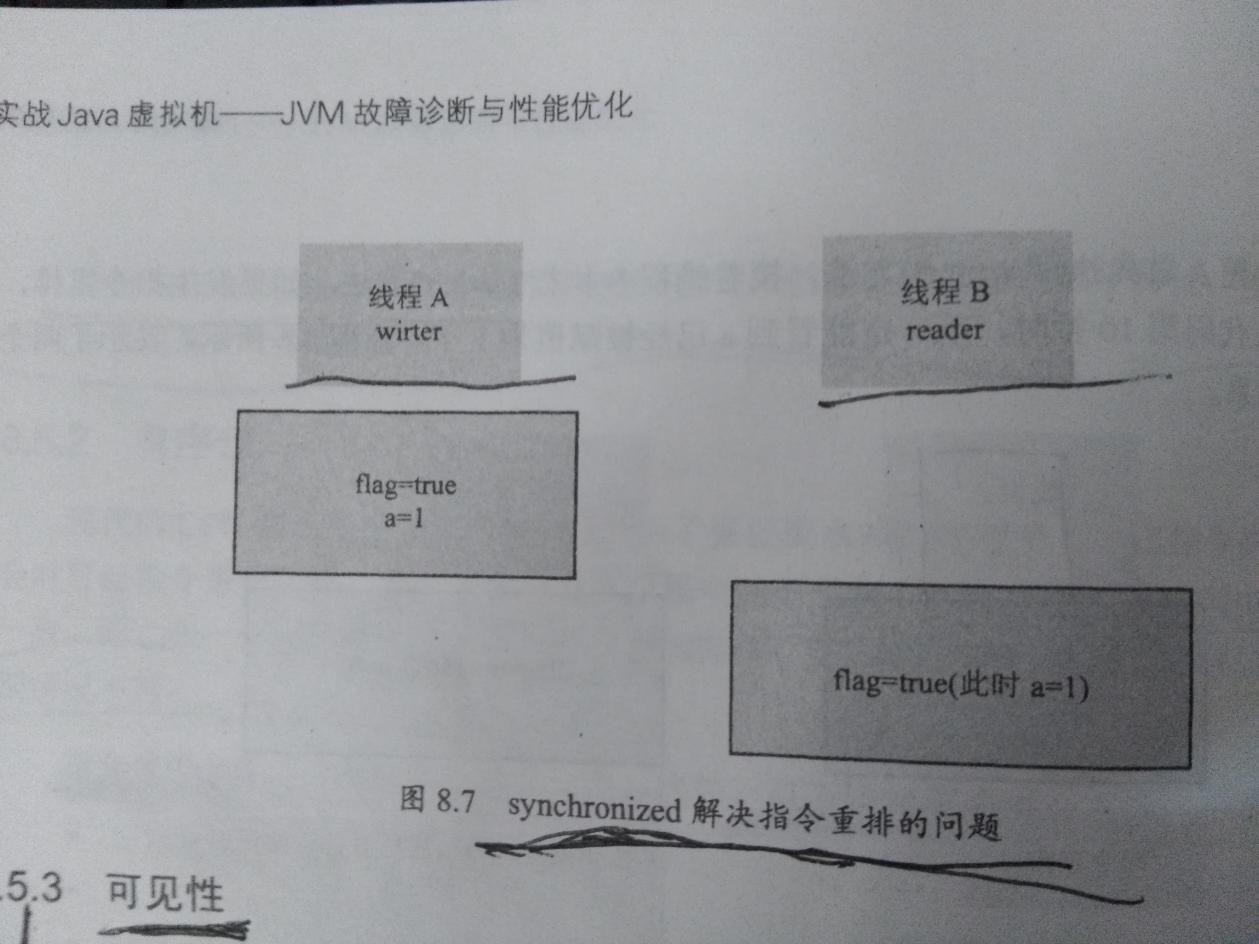 实战 Java 虚拟机——JVM 故障诊断与性能优化
线程 A
wirter
线程 B
reader
flag=true
a=1
flag=true(此时 a=1)
图 8.7 synchronized 解决指令重排的问题
.5.3 可见性